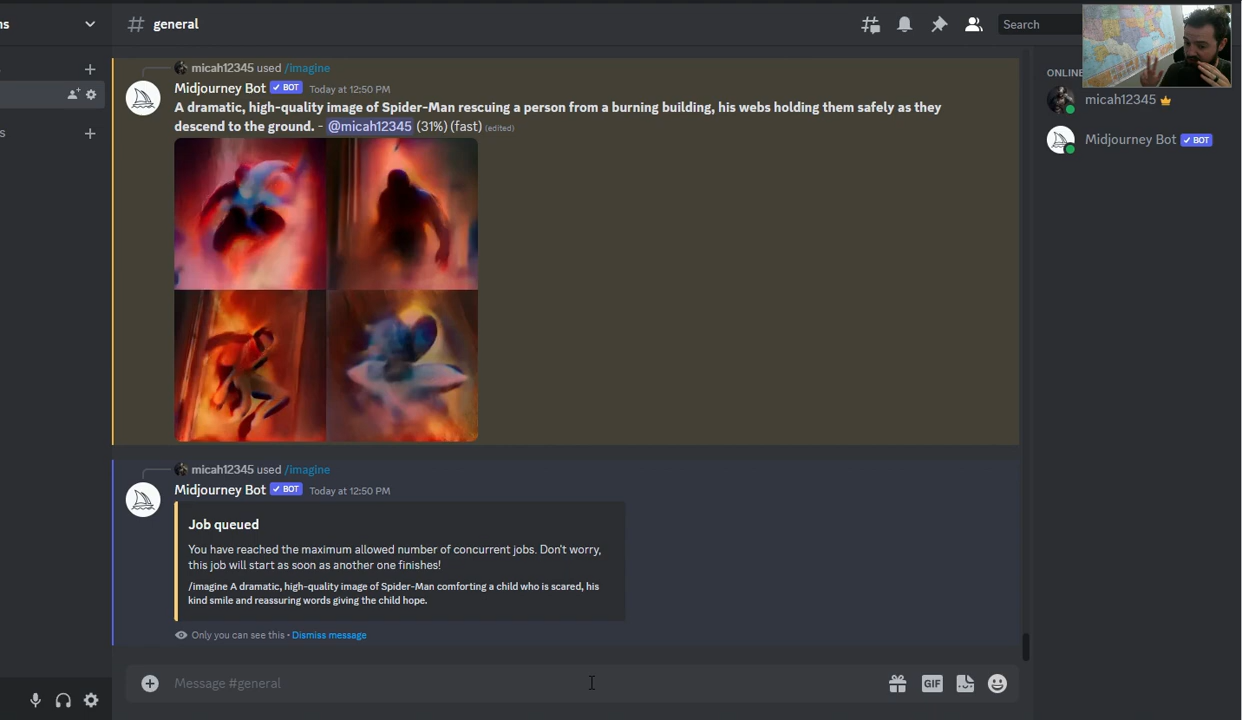 ns
general
Search
micah12345 used /imagine
Midjourney Bot BOT Today at 12:50 PM
A dramatic, high-quality image of Spider-Man rescuing a person from a burning building, his webs holding them safely as they
descend to the ground. - @micah12345 (31%) (fast) (edited)
ONLINE
micah12345
Midjourney Bot BOT
micah12345 used /imagine
Midjourney Bot BOT Today at 12:50 PM
Job queued
You have reached the maximum allowed number of concurrent jobs. Don't worry,
this job will start as soon as another one finishes!
/imagine A dramatic, high-quality image of Spider-Man comforting a child who is scared, his
kind smile and reassuring words giving the child hope.
Only you can see this • Dismiss message
Message #general
GIF